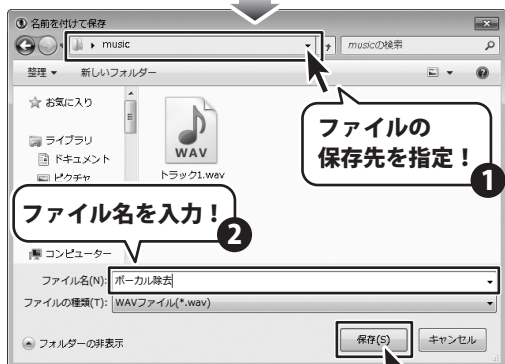 名前を付けて保存
music
musicの検索
整理 ▼ 新しいフォルダー
お気に入り
ライブラリ
ドキュメント
ピクチャ
WAV
トラック1.wav
ファイルの
保存先を指定！
1
ファイル名を入力！
2
コンピューター
ファイル名(N): ボーカル除去
ファイルの種類(T): WAVファイル(*.wav)
フォルダーの非表示
保存(S) キャンセル